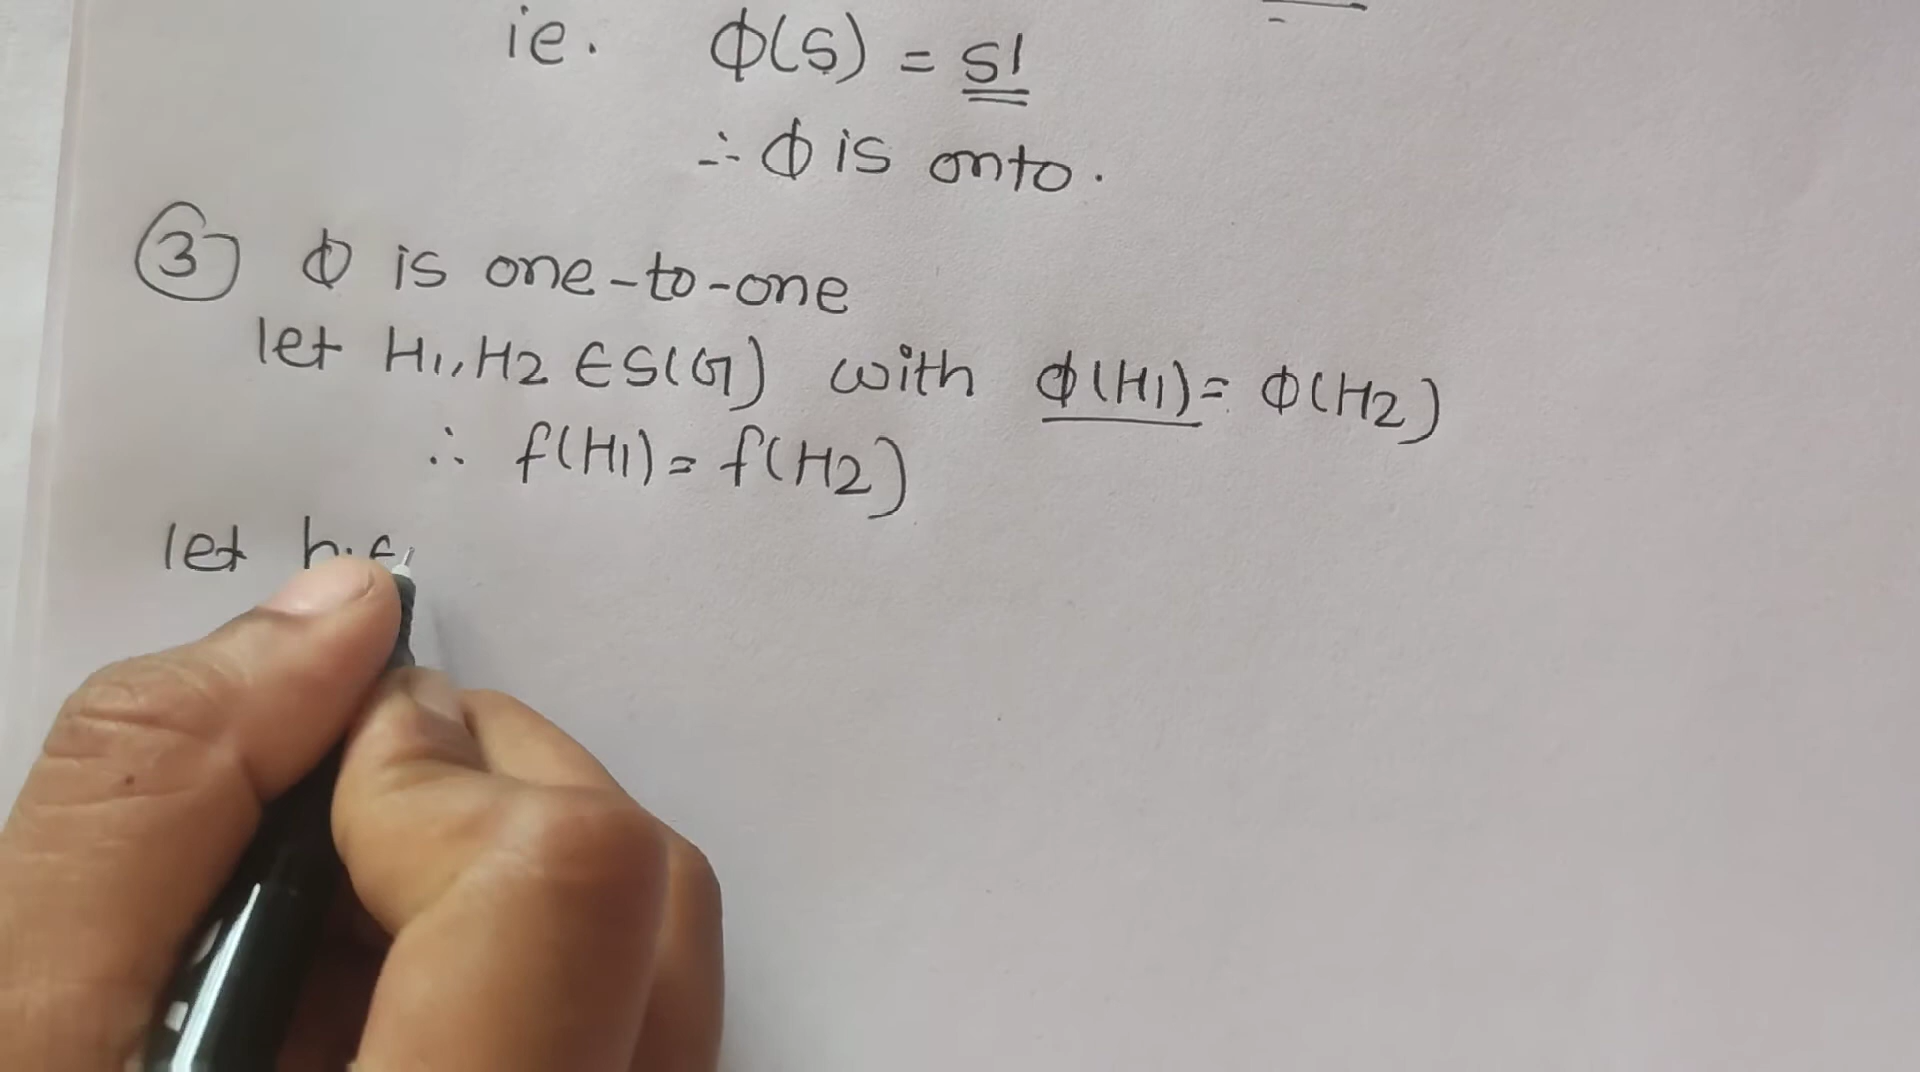 ie. ϕ(S) = S'
∴ ϕ is onto.
③ ϕ is one-to-one
let H1, H2 ∈ S(G) with ϕ(H1) = ϕ(H2)
∴ f(H1) = f(H2)
let